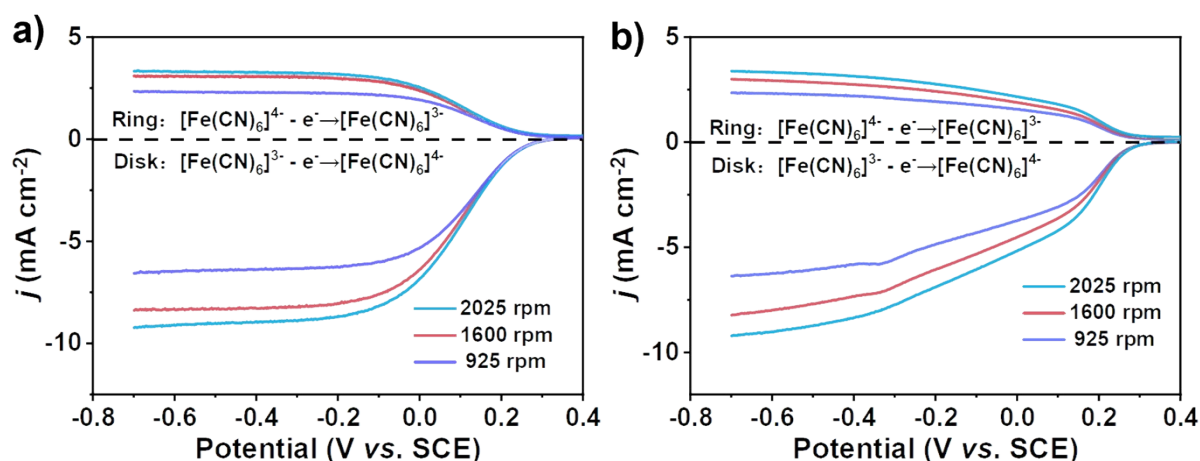 a)
5
0
-5
-10
j (mA cm⁻²)
Ring: [Fe(CN)₆]⁴⁻ - e⁻→[Fe(CN)₆]³⁻
Disk: [Fe(CN)₆]³⁻ - e⁻→[Fe(CN)₆]⁴⁻
2025 rpm
1600 rpm
925 rpm
-0.8 -0.6 -0.4 -0.2 0.0 0.2 0.4
Potential (V vs. SCE)
b)
5
0
-5
-10
j (mA cm⁻²)
Ring: [Fe(CN)₆]⁴⁻ - e⁻→[Fe(CN)₆]³⁻
Disk: [Fe(CN)₆]³⁻ - e⁻→[Fe(CN)₆]⁴⁻
2025 rpm
1600 rpm
925 rpm
-0.8 -0.6 -0.4 -0.2 0.0 0.2 0.4
Potential (V vs. SCE)